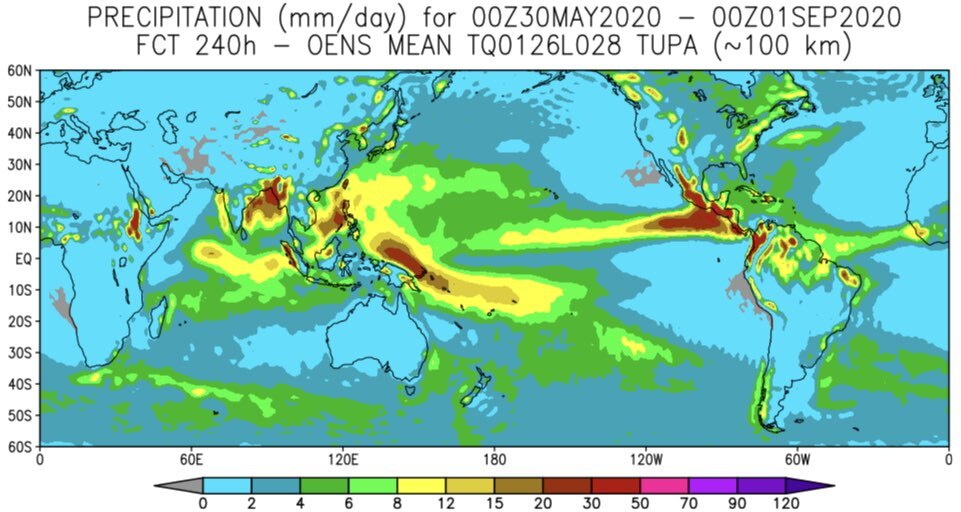 PRECIPITATION (mm/day) for 00Z30MAY2020 – 00Z01SEP2020
FCT 240h – OENS MEAN TQ0126L028 TUPA (~100 km)
60N
50N
40N
30N
20N
10N
EQ
10S
20S
30S
40S
50S
60S
0 60E 120E 180 120W 60W 0
0 2 4 6 8 12 15 20 30 50 70 90 120